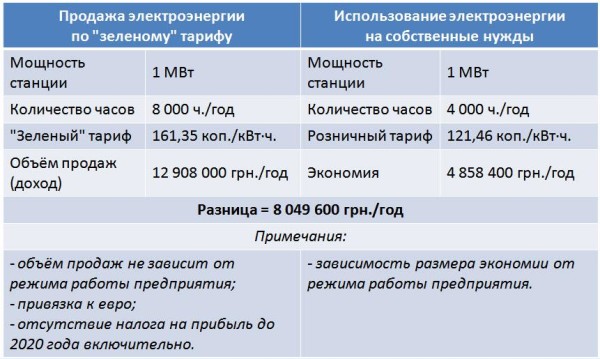 Продажа электроэнергии
по "зеленому" тарифу
Использование электроэнергии
на собственные нужды
Мощность
станции
1 МВт
Мощность
станции
1 МВт
Количество часов
8 000 ч./год
Количество часов
4 000 ч./год
"Зеленый" тариф
161,35 коп./кВт·ч.
Розничный тариф
121,46 коп./кВт·ч.
Объём продаж
(доход)
12 908 000 грн./год
Экономия
4 858 400 грн./год
Разница = 8 049 600 грн./год
Примечания:
- объём продаж не зависит от
режима работы предприятия;
- привязка к евро;
- отсутствие налога на прибыль до
2020 года включительно.
- зависимость размера экономии от
режима работы предприятия.